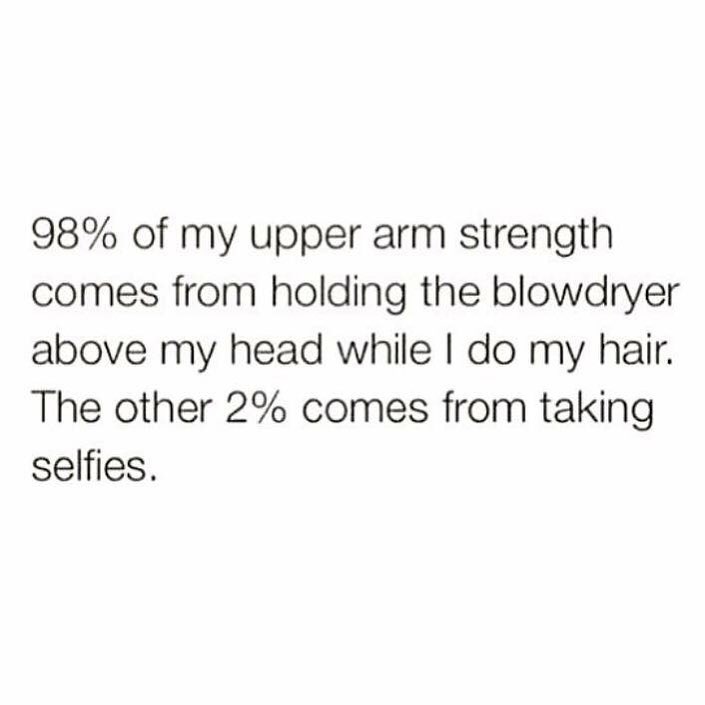 98% of my upper arm strength
comes from holding the blowdryer
above my head while I do my hair.
The other 2% comes from taking
selfies.